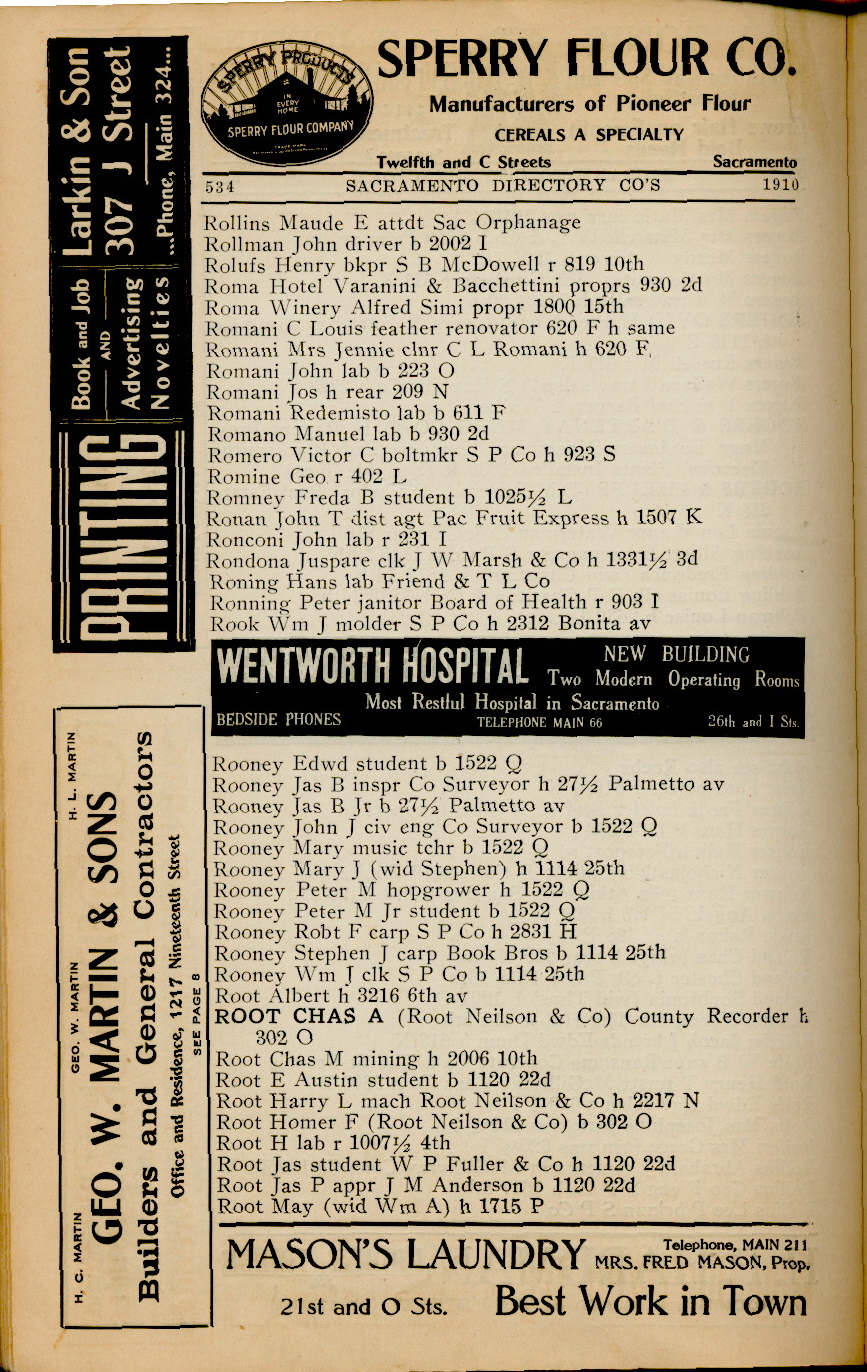 SPERRY PRODUCTS
IN
EVERY
HOME
SPERRY FLOUR COMPANY
TRADE MARK
SPERRY FLOUR CO.
Manufacturers of Pioneer Flour
CEREALS A SPECIALTY
Twelfth and C Streets Sacramento
534 SACRAMENTO DIRECTORY CO'S 1910
Rollins Maude E attdt Sac Orphanage
Rollman John driver b 2002 I
Rolufs Henry bkpr S B McDowell r 819 10th
Roma Hotel Varanini & Bacchettini proprs 930 2d
Roma Winery Alfred Simi propr 1800 15th
Romani C Louis feather renovator 620 F h same
Romani Mrs Jennie clnr C L Romani h 620 F
Romani John lab b 223 O
Romani Jos h rear 209 N
Romani Redemisto lab b 611 F
Romano Manuel lab b 930 2d
Romero Victor C boltmkr S P Co h 923 S
Romine Geo r 402 L
Romney Freda B student b 1025½ L
Ronan John T dist agt Pac Fruit Express h 1507 K
Ronconi John lab r 231 I
Rondona Juspare clk J W Marsh & Co h 1331½ 3d
Roning Hans lab Friend & T L Co
Ronning Peter janitor Board of Health r 903 I
Rook Wm J molder S P Co h 2312 Bonita av
WENTWORTH HOSPITAL NEW BUILDING
Two Modern Operating Rooms
Most Restful Hospital in Sacramento
BEDSIDE PHONES TELEPHONE MAIN 66 26th and I Sts.
Rooney Edwd student b 1522 Q
Rooney Jas B inspr Co Surveyor h 27½ Palmetto av
Rooney Jas B Jr b 27½ Palmetto av
Rooney John J civ eng Co Surveyor b 1522 Q
Rooney Mary music tchr b 1522 Q
Rooney Mary J (wid Stephen) h 1114 25th
Rooney Peter M hopgrower h 1522 Q
Rooney Peter M Jr student b 1522 Q
Rooney Robt F carp S P Co h 2831 H
Rooney Stephen J carp Book Bros b 1114 25th
Rooney Wm J clk S P Co b 1114 25th
Root Albert h 3216 6th av
ROOT CHAS A (Root Neilson & Co) County Recorder h
302 O
Root Chas M mining h 2006 10th
Root E Austin student b 1120 22d
Root Harry L mach Root Neilson & Co h 2217 N
Root Homer F (Root Neilson & Co) b 302 O
Root H lab r 1007½ 4th
Root Jas student W P Fuller & Co h 1120 22d
Root Jas P appr J M Anderson b 1120 22d
Root May (wid Wm A) h 1715 P
MASON'S LAUNDRY Telephone, MAIN 211
MRS. FRED MASON, Prop.
21st and O Sts. Best Work in Town
PRINTING
Book and Job
AND
Advertising
Novelties
Larkin & Son
307 J Street
...Phone, Main 324...
H. C. MARTIN GEO. W. MARTIN H. L. MARTIN
GEO. W. MARTIN & SONS
Builders and General Contractors
Office and Residence, 1217 Nineteenth Street
SEE PAGE 8